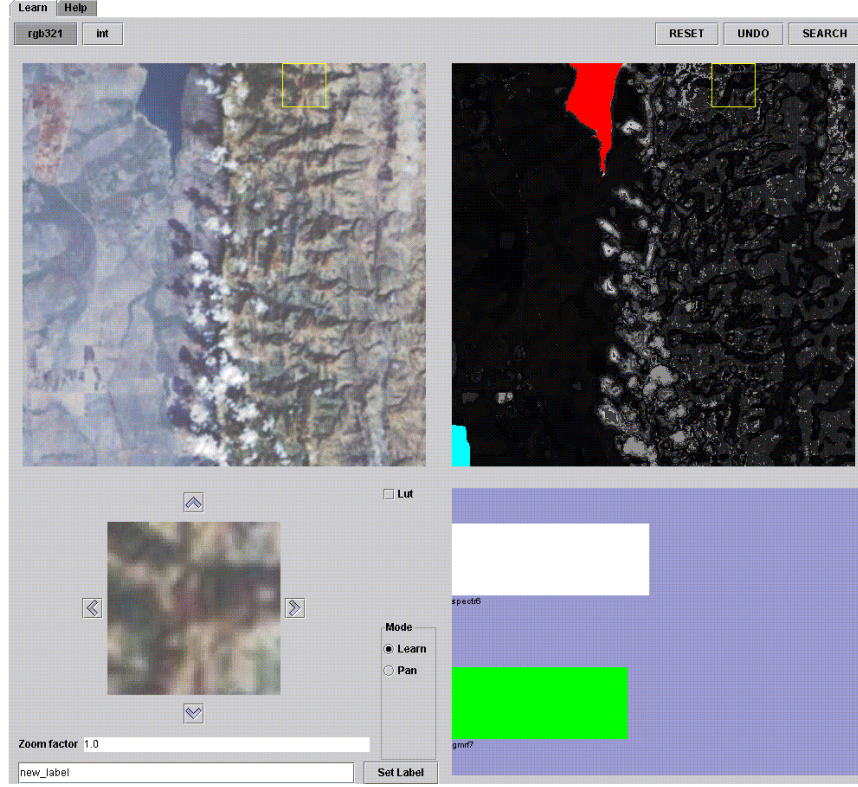 Learn Help
rgb321 int RESET UNDO SEARCH
Lut
spectr6
Mode
Learn
Pan
Zoom factor 1.0
gmrf7
new_label Set Label